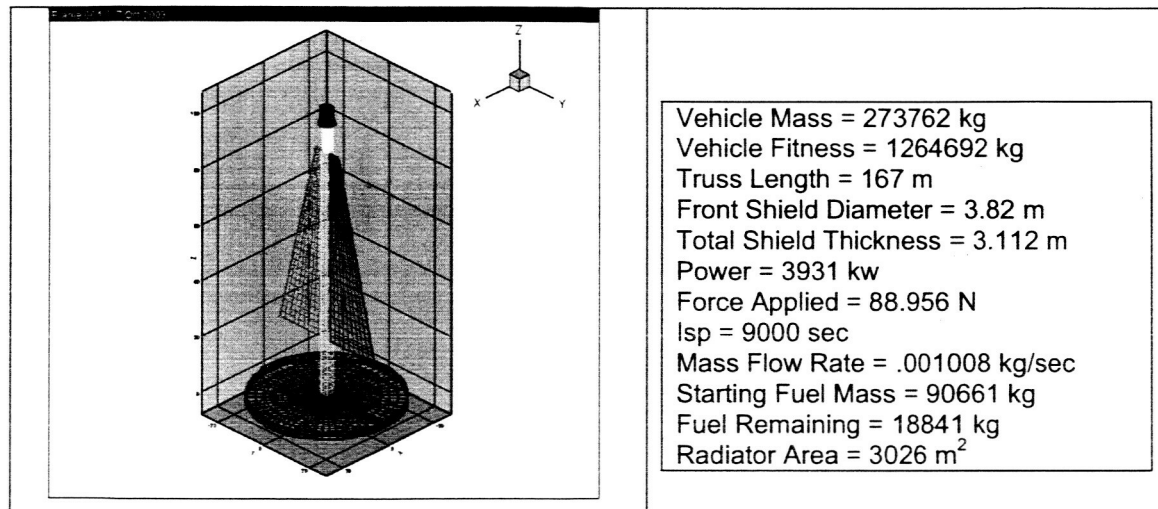 Z
X
Y
Vehicle Mass = 273762 kg
Vehicle Fitness = 1264692 kg
Truss Length = 167 m
Front Shield Diameter = 3.82 m
Total Shield Thickness = 3.112 m
Power = 3931 kw
Force Applied = 88.956 N
Isp = 9000 sec
Mass Flow Rate = .001008 kg/sec
Starting Fuel Mass = 90661 kg
Fuel Remaining = 18841 kg
Radiator Area = 3026 m²